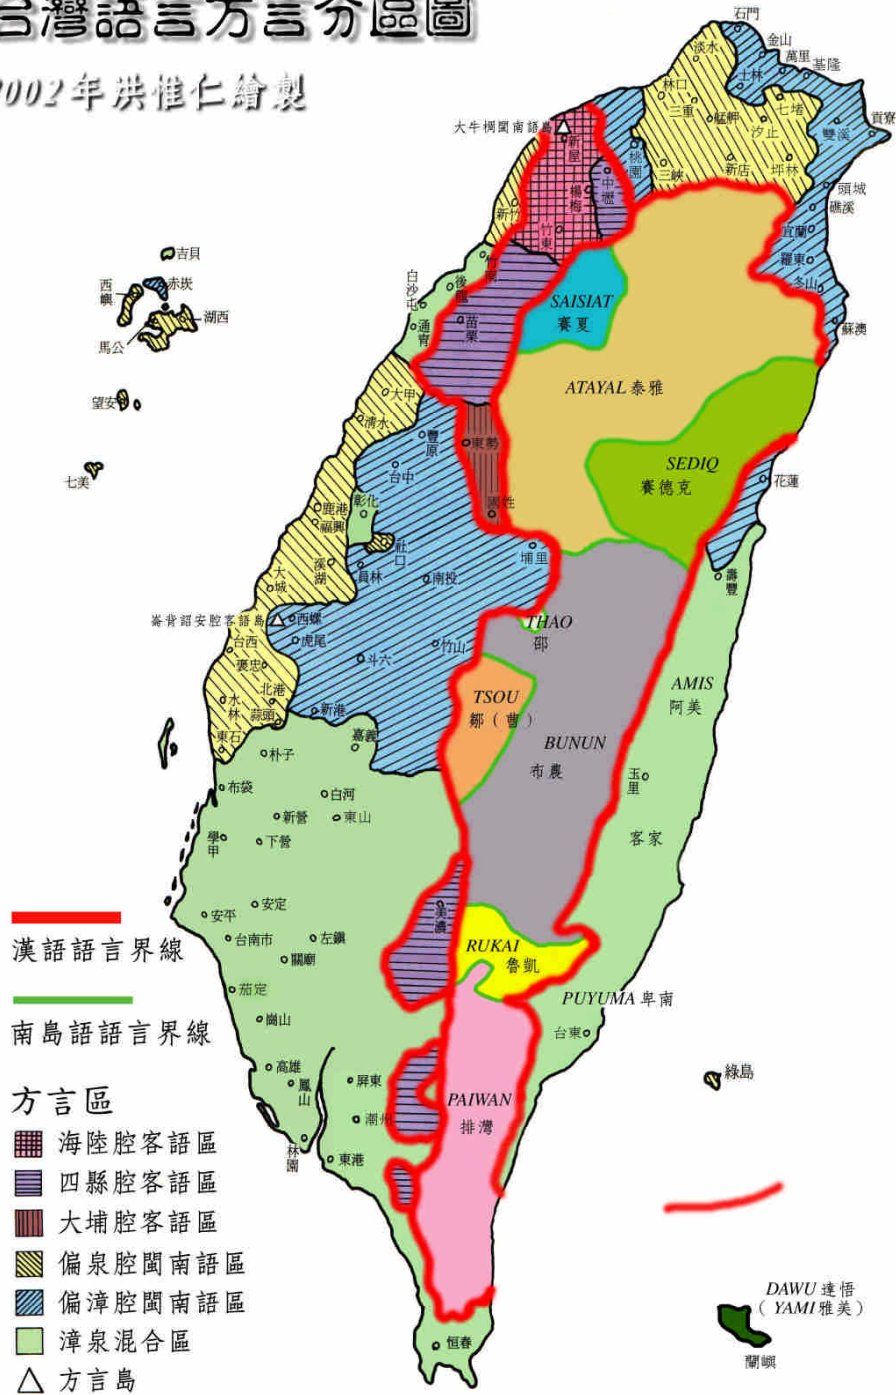 台灣語言方言分區圖
2002年洪惟仁繪製
石門
金山
萬里
基隆
淡水
士林
林口
三重
艋舺
七堵
汐止
雙溪
貢寮
三峽
新店
坪林
頭城
礁溪
宜蘭
羅東
冬山
蘇澳
大牛椆閩南語島
新屋
桃園
中壢
楊梅
新竹
竹東
竹南
後龍
白沙屯
通霄
苗栗
SAISIAT
賽夏
ATAYAL 泰雅
SEDIQ
賽德克
吉貝
西嶼
赤崁
湖西
馬公
望安
七美
大甲
清水
豐原
台中
東勢
國姓
花蓮
鹿港
福興
彰化
社口
溪湖
員林
南投
埔里
大城
壽豐
崙背詔安腔客語島
西螺
虎尾
台西
褒忠
斗六
竹山
THAO
邵
北港
水林
蒜頭
新港
東石
TSOU
鄒(曹)
AMIS
阿美
BUNUN
布農
朴子
嘉義
布袋
白河
新營
東山
學甲
下營
玉里
客家
安平
安定
台南市
左鎮
關廟
美濃
RUKAI
魯凱
茄定
崗山
PUYUMA 卑南
台東
高雄
鳳山
屏東
潮州
林園
東港
PAIWAN
排灣
綠島
恒春
DAWU 達悟
(YAMI 雅美)
蘭嶼
漢語語言界線
南島語語言界線
方言區
海陸腔客語區
四縣腔客語區
大埔腔客語區
偏泉腔閩南語區
偏漳腔閩南語區
漳泉混合區
方言島